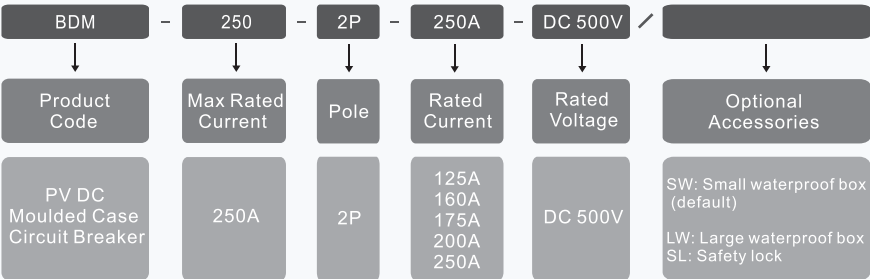 BDM - 250 - 2P - 250A - DC 500V /
Product Code
Max Rated Current
Pole
Rated Current
Rated Voltage
Optional Accessories
PV DC
Moulded Case
Circuit Breaker
250A
2P
125A
160A
175A
200A
250A
DC 500V
SW: Small waterproof box
(default)
LW: Large waterproof box
SL: Safety lock